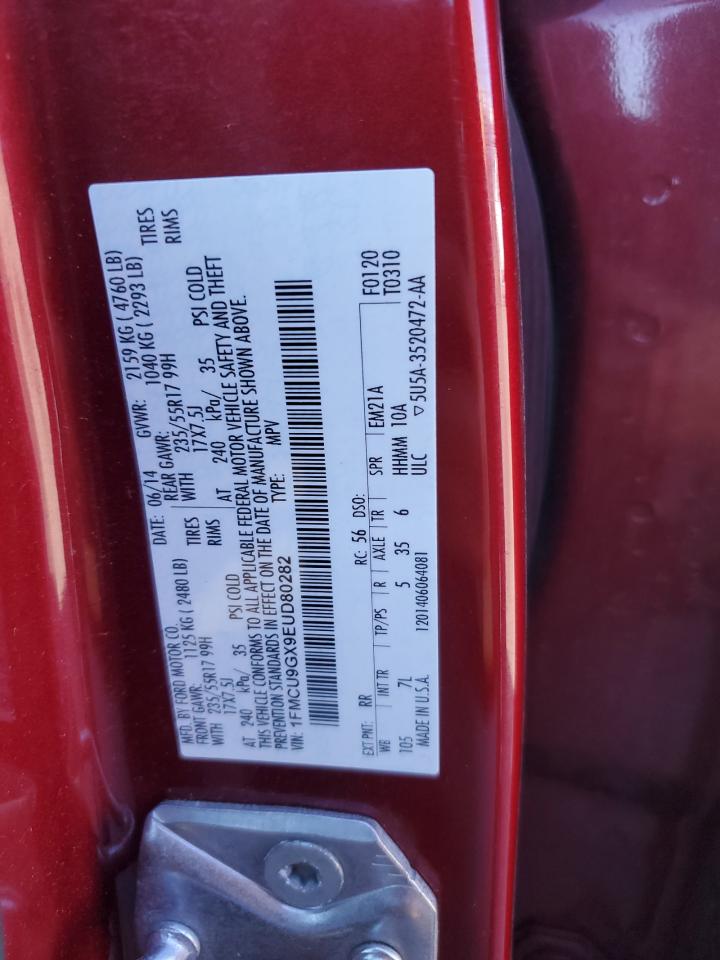 MFD. BY FORD MOTOR CO. DATE: 06/14 GVWR: 2159 KG ( 4760 LB)
FRONT GAWR: 1125 KG ( 2480 LB) REAR GAWR: 1040 KG ( 2293 LB)
WITH 235/55R17 99H TIRES WITH 235/55R17 99H TIRES
17X7.5J RIMS 17X7.5J RIMS
AT 240 kPa/ 35 PSI COLD AT 240 kPa/ 35 PSI COLD
THIS VEHICLE CONFORMS TO ALL APPLICABLE FEDERAL MOTOR VEHICLE SAFETY AND THEFT
PREVENTION STANDARDS IN EFFECT ON THE DATE OF MANUFACTURE SHOWN ABOVE.
VIN: 1FMCU9GX9EUD80282 TYPE: MPV
EXT PNT: RR RC: 56 DSO: F0120
WB INT TR TP/PS R AXLE TR SPR EM21A T0310
105 7L 5 35 6 HHMM 10A
MADE IN U.S.A. 1201406064081 ULC ▽5U5A-3520472-AA